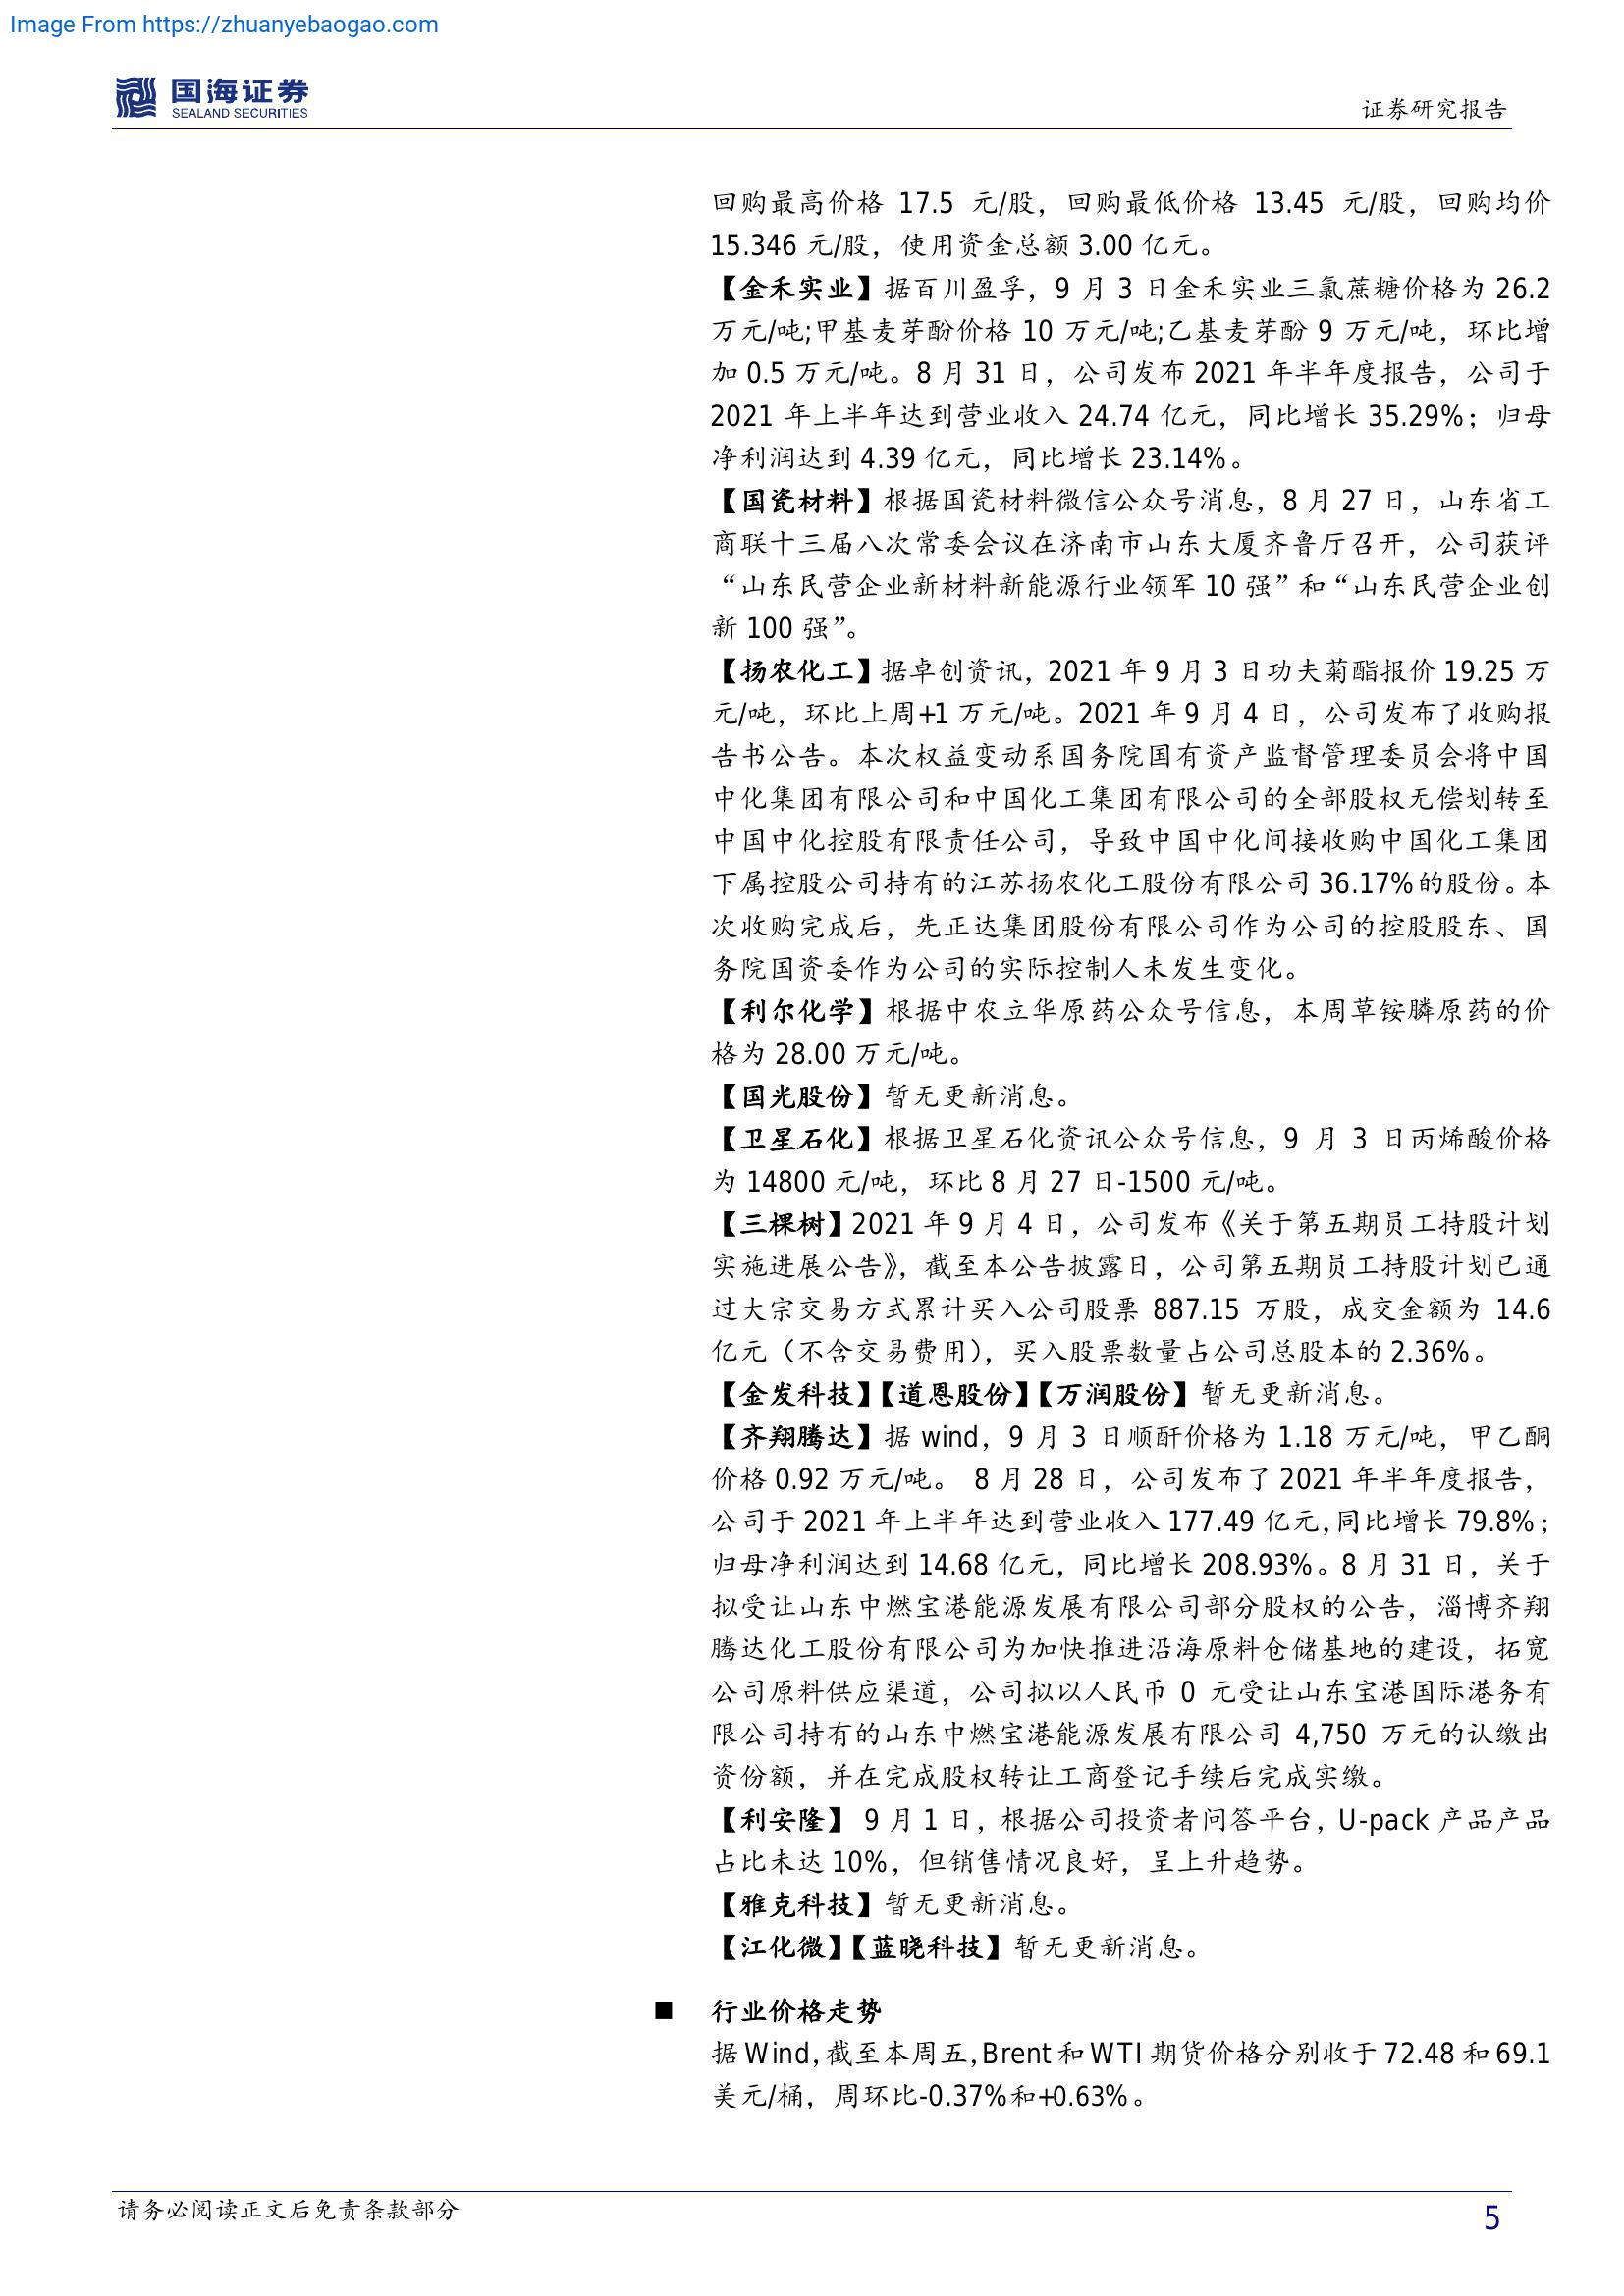 Image From https://zhuanyebaogao.com
国海证券
SEALAND SECURITIES
证券研究报告
回购最高价格 17.5 元/股，回购最低价格 13.45 元/股，回购均价
15.346 元/股，使用资金总额 3.00 亿元。
【金禾实业】据百川盈孚，9 月 3 日金禾实业三氯蔗糖价格为 26.2
万元/吨;甲基麦芽酚价格 10 万元/吨;乙基麦芽酚 9 万元/吨，环比增
加 0.5 万元/吨。8 月 31 日，公司发布 2021 年半年度报告，公司于
2021 年上半年达到营业收入 24.74 亿元，同比增长 35.29%；归母
净利润达到 4.39 亿元，同比增长 23.14%。
【国瓷材料】根据国瓷材料微信公众号消息，8 月 27 日，山东省工
商联十三届八次常委会议在济南市山东大厦齐鲁厅召开，公司获评
“山东民营企业新材料新能源行业领军 10 强”和“山东民营企业创
新 100 强”。
【扬农化工】据卓创资讯，2021 年 9 月 3 日功夫菊酯报价 19.25 万
元/吨，环比上周+1 万元/吨。2021 年 9 月 4 日，公司发布了收购报
告书公告。本次权益变动系国务院国有资产监督管理委员会将中国
中化集团有限公司和中国化工集团有限公司的全部股权无偿划转至
中国中化控股有限责任公司，导致中国中化间接收购中国化工集团
下属控股公司持有的江苏扬农化工股份有限公司 36.17%的股份。本
次收购完成后，先正达集团股份有限公司作为公司的控股股东、国
务院国资委作为公司的实际控制人未发生变化。
【利尔化学】根据中农立华原药公众号信息，本周草铵膦原药的价
格为 28.00 万元/吨。
【国光股份】暂无更新消息。
【卫星石化】根据卫星石化资讯公众号信息，9 月 3 日丙烯酸价格
为 14800 元/吨，环比 8 月 27 日-1500 元/吨。
【三棵树】2021 年 9 月 4 日，公司发布《关于第五期员工持股计划
实施进展公告》，截至本公告披露日，公司第五期员工持股计划已通
过大宗交易方式累计买入公司股票 887.15 万股，成交金额为 14.6
亿元（不含交易费用），买入股票数量占公司总股本的 2.36%。
【金发科技】【道恩股份】【万润股份】暂无更新消息。
【齐翔腾达】据 wind，9 月 3 日顺酐价格为 1.18 万元/吨，甲乙酮
价格 0.92 万元/吨。 8 月 28 日，公司发布了 2021 年半年度报告，
公司于 2021 年上半年达到营业收入 177.49 亿元，同比增长 79.8%；
归母净利润达到 14.68 亿元，同比增长 208.93%。8 月 31 日，关于
拟受让山东中燃宝港能源发展有限公司部分股权的公告，淄博齐翔
腾达化工股份有限公司为加快推进沿海原料仓储基地的建设，拓宽
公司原料供应渠道，公司拟以人民币 0 元受让山东宝港国际港务有
限公司持有的山东中燃宝港能源发展有限公司 4,750 万元的认缴出
资份额，并在完成股权转让工商登记手续后完成实缴。
【利安隆】 9 月 1 日，根据公司投资者问答平台，U-pack 产品产品
占比未达 10%，但销售情况良好，呈上升趋势。
【雅克科技】暂无更新消息。
【江化微】【蓝晓科技】暂无更新消息。
■ 行业价格走势
据 Wind，截至本周五，Brent 和 WTI 期货价格分别收于 72.48 和 69.1
美元/桶，周环比-0.37%和+0.63%。
请务必阅读正文后免责条款部分
5